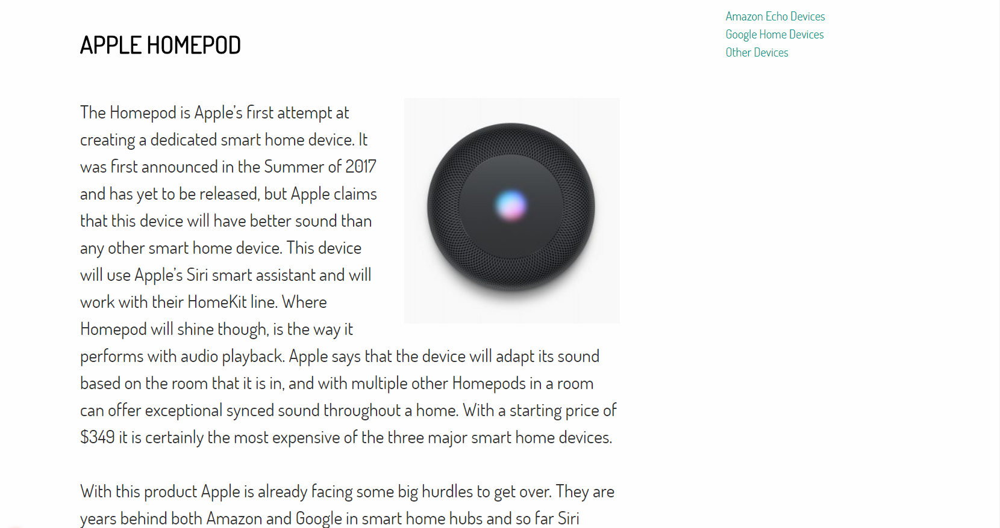 Amazon Echo Devices
Google Home Devices
Other Devices
APPLE HOMEPOD
The Homepod is Apple’s first attempt at
creating a dedicated smart home device. It
was first announced in the Summer of 2017
and has yet to be released, but Apple claims
that this device will have better sound than
any other smart home device. This device
will use Apple’s Siri smart assistant and will
work with their HomeKit line. Where
Homepod will shine though, is the way it
performs with audio playback. Apple says that the device will adapt its sound
based on the room that it is in, and with multiple other Homepods in a room
can offer exceptional synced sound throughout a home. With a starting price of
$349 it is certainly the most expensive of the three major smart home devices.
With this product Apple is already facing some big hurdles to get over. They are
years behind both Amazon and Google in smart home hubs and so far Siri